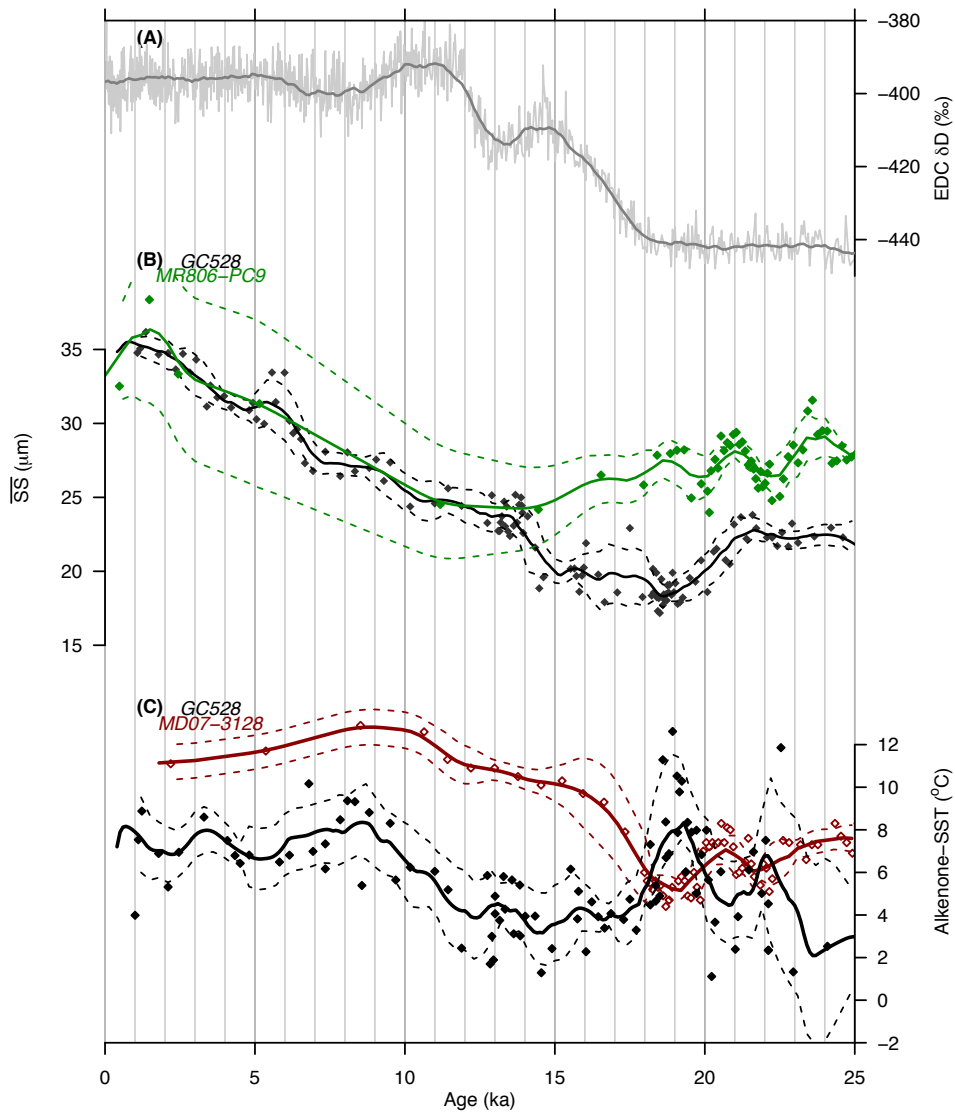 (A)
−380
−400
−420
−440
EDC δD (‰)
(B)
GC528
MR806−PC9
35
30
25
20
15
SS (μm)
(C)
GC528
MD07−3128
12
10
8
6
4
2
0
−2
Alkenone−SST (°C)
0
5
10
15
20
25
Age (ka)